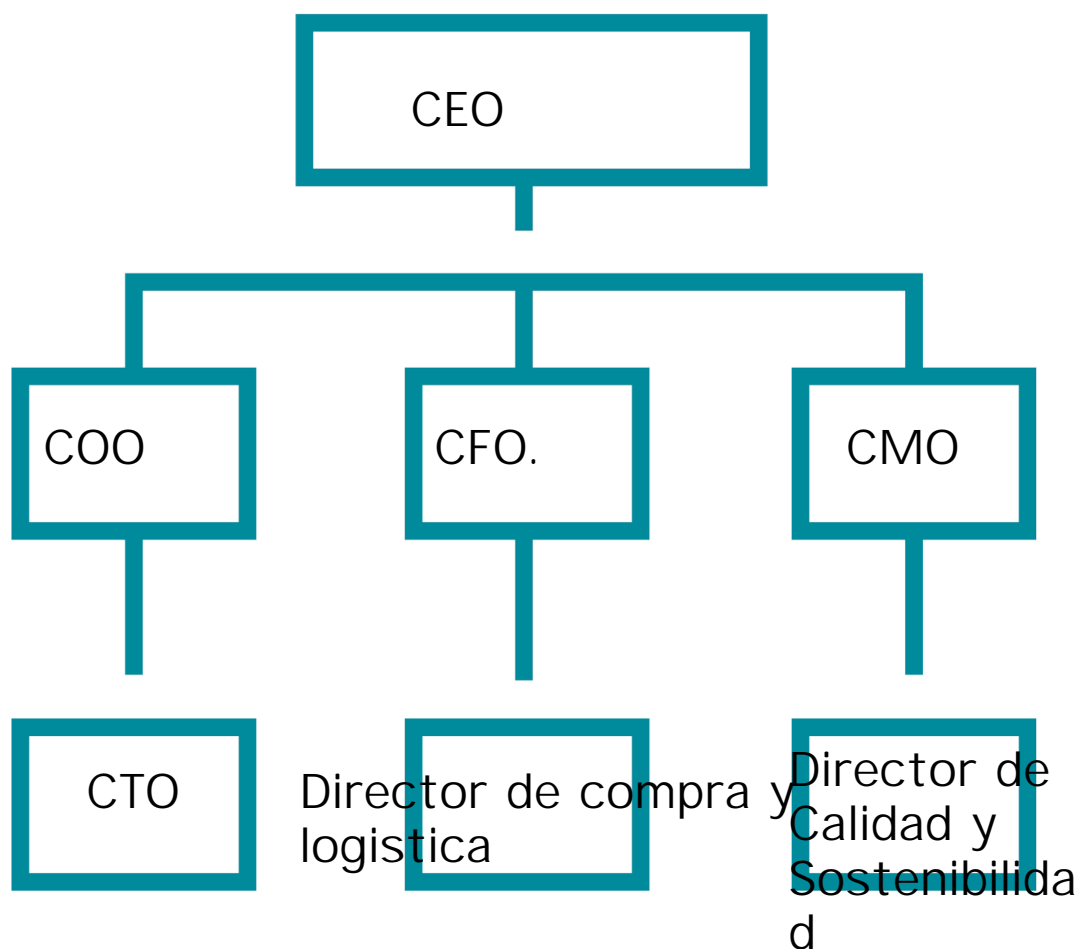 CEO
COO
CFO.
CMO
CTO
Director de compra y
logistica
Director de
Calidad y
Sostenibilida
d